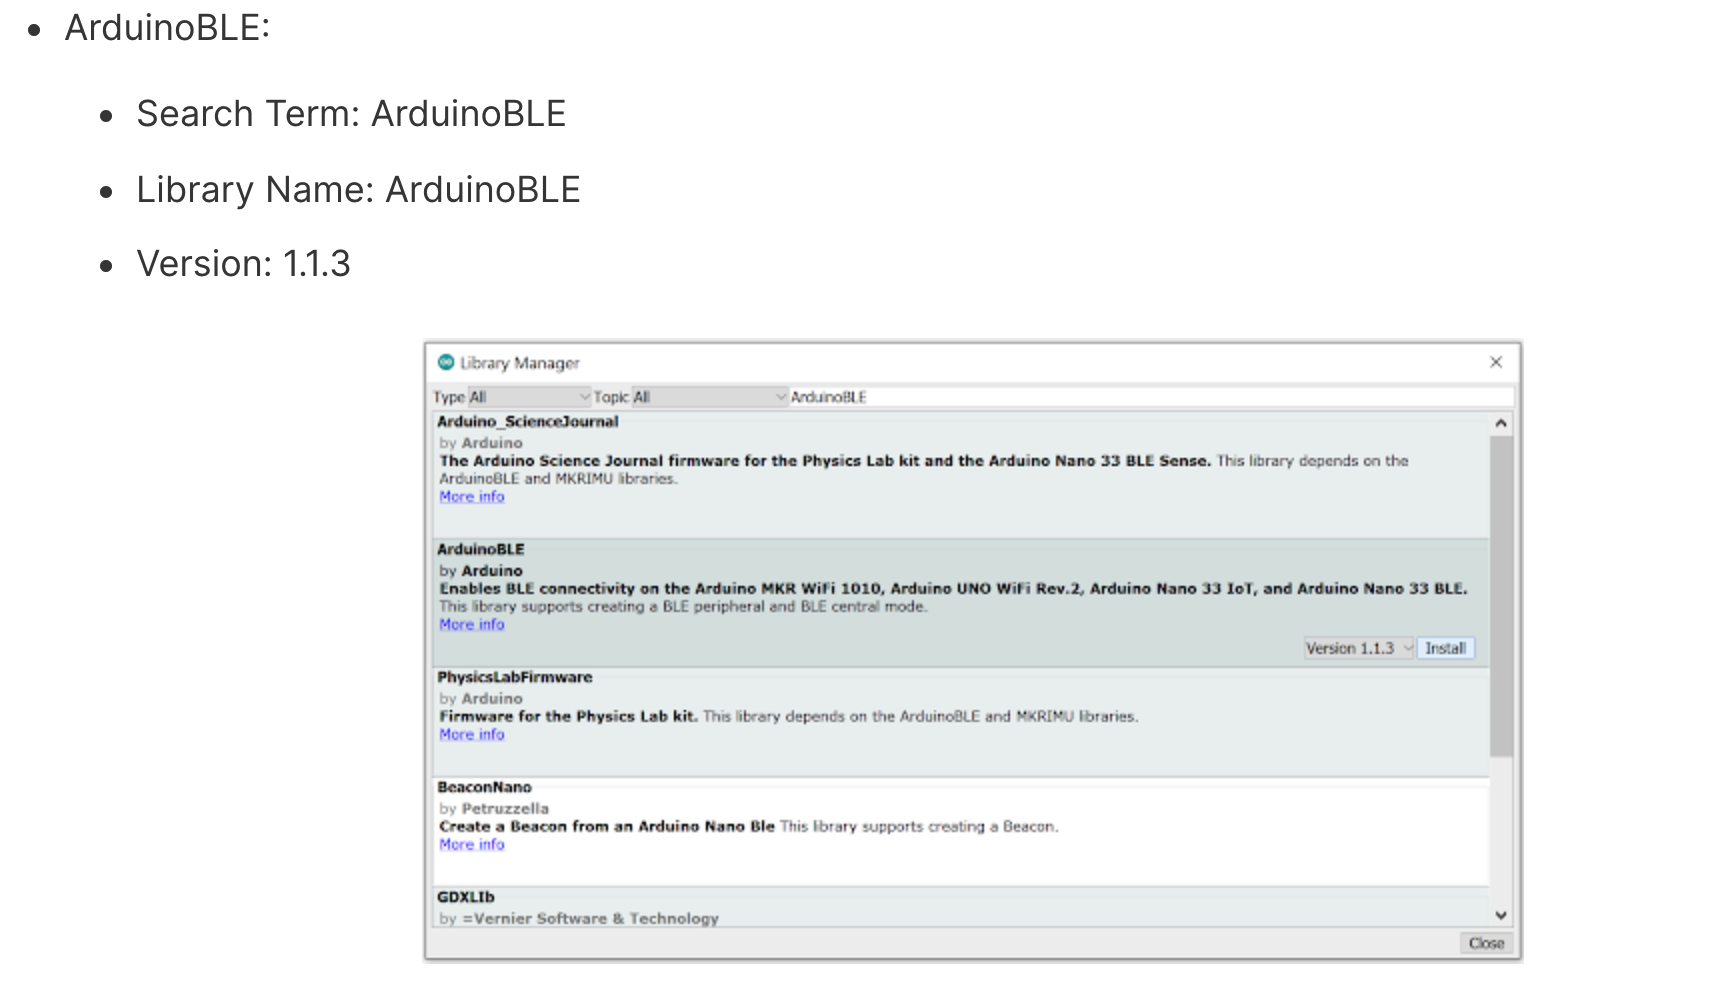 ArduinoBLE:
Search Term: ArduinoBLE
Library Name: ArduinoBLE
Version: 1.1.3
Library Manager
Type All Topic All ArduinoBLE
Arduino_ScienceJournal
by Arduino
The Arduino Science Journal firmware for the Physics Lab kit and the Arduino Nano 33 BLE Sense. This library depends on the
ArduinoBLE and MKRIMU libraries.
More info
ArduinoBLE
by Arduino
Enables BLE connectivity on the Arduino MKR WiFi 1010, Arduino UNO WiFi Rev.2, Arduino Nano 33 IoT, and Arduino Nano 33 BLE.
This library supports creating a BLE peripheral and BLE central mode.
More info
Version 1.1.3 Install
PhysicsLabFirmware
by Arduino
Firmware for the Physics Lab kit. This library depends on the ArduinoBLE and MKRIMU libraries.
More info
BeaconNano
by Petruzzella
Create a Beacon from an Arduino Nano Ble This library supports creating a Beacon.
More info
GDXLIb
by =Vernier Software & Technology
Close